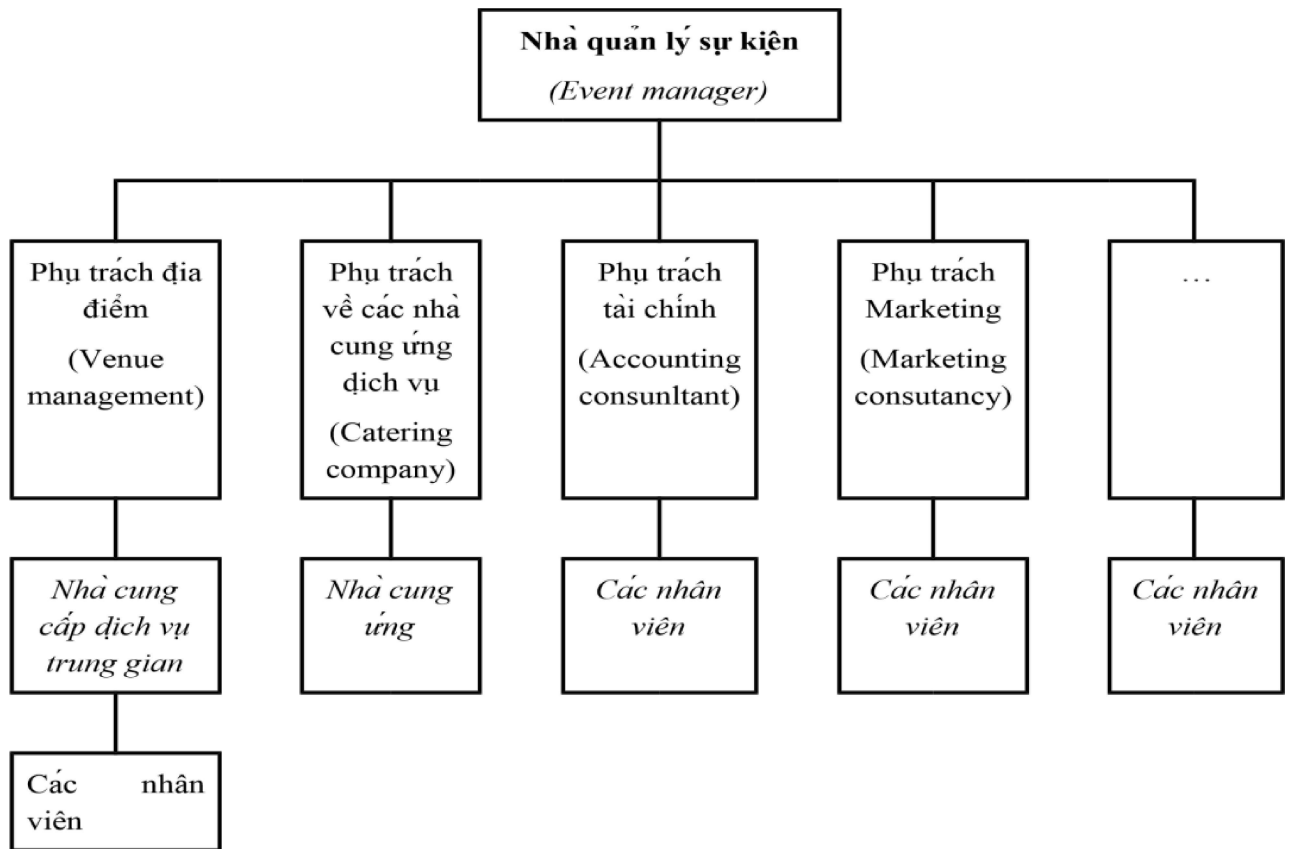 Nhà quản lý sự kiện
(Event manager)
Phụ trách địa
điểm
(Venue
management)
Phụ trách
về các nhà
cung ứng
dịch vụ
(Catering
company)
Phụ trách
tài chính
(Accounting
consunltant)
Phụ trách
Marketing
(Marketing
consutancy)
…
Nhà cung
cấp dịch vụ
trung gian
Nhà cung
ứng
Các nhân
viên
Các nhân
viên
Các nhân
viên
Các nhân
viên